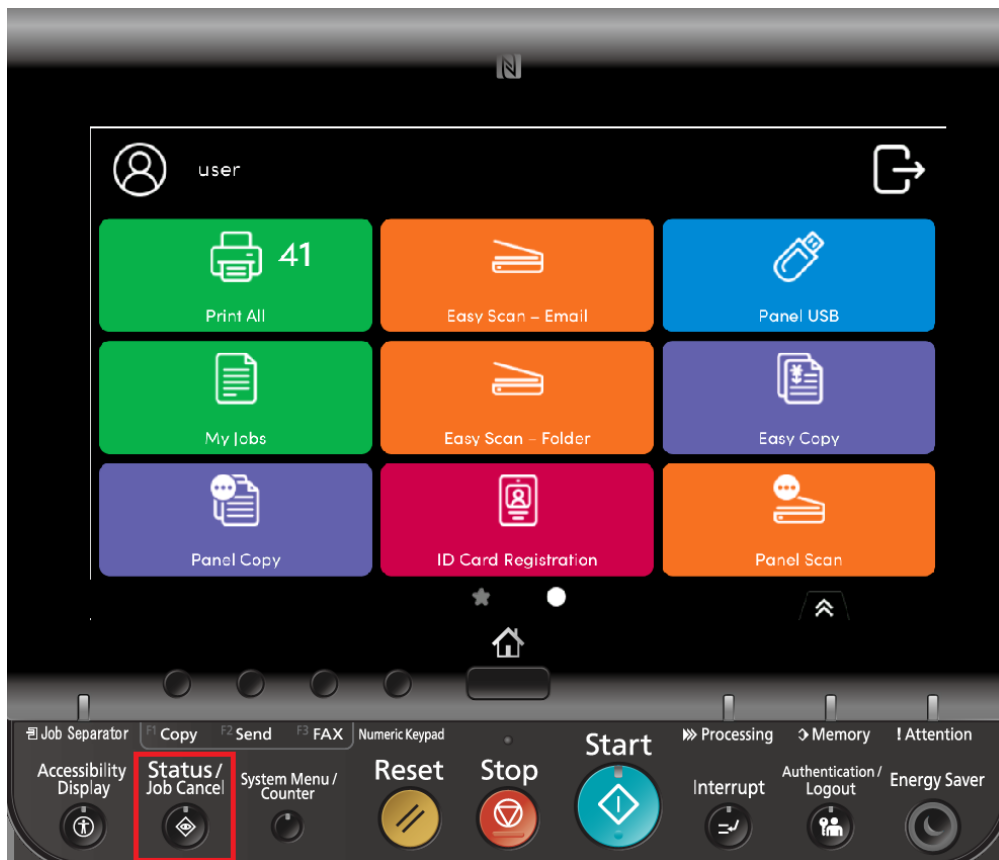 user
41
Print All
Easy Scan – Email
Panel USB
My Jobs
Easy Scan – Folder
Easy Copy
Panel Copy
ID Card Registration
Panel Scan
Job Separator
F1 Copy
F2 Send
F3 FAX
Numeric Keypad
Start
Processing
Memory
! Attention
Accessibility
Display
Status/
Job Cancel
System Menu /
Counter
Reset
Stop
Interrupt
Authentication /
Logout
Energy Saver